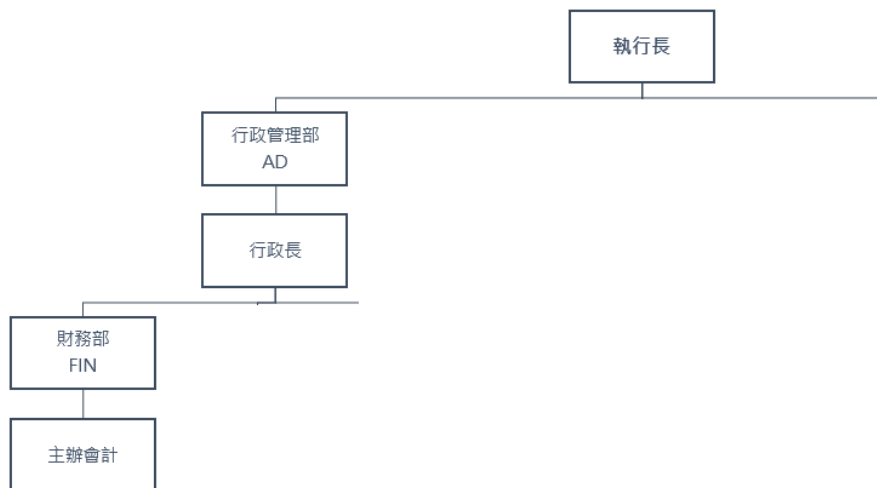 執行長
行政管理部
AD
行政長
財務部
FIN
主辦會計